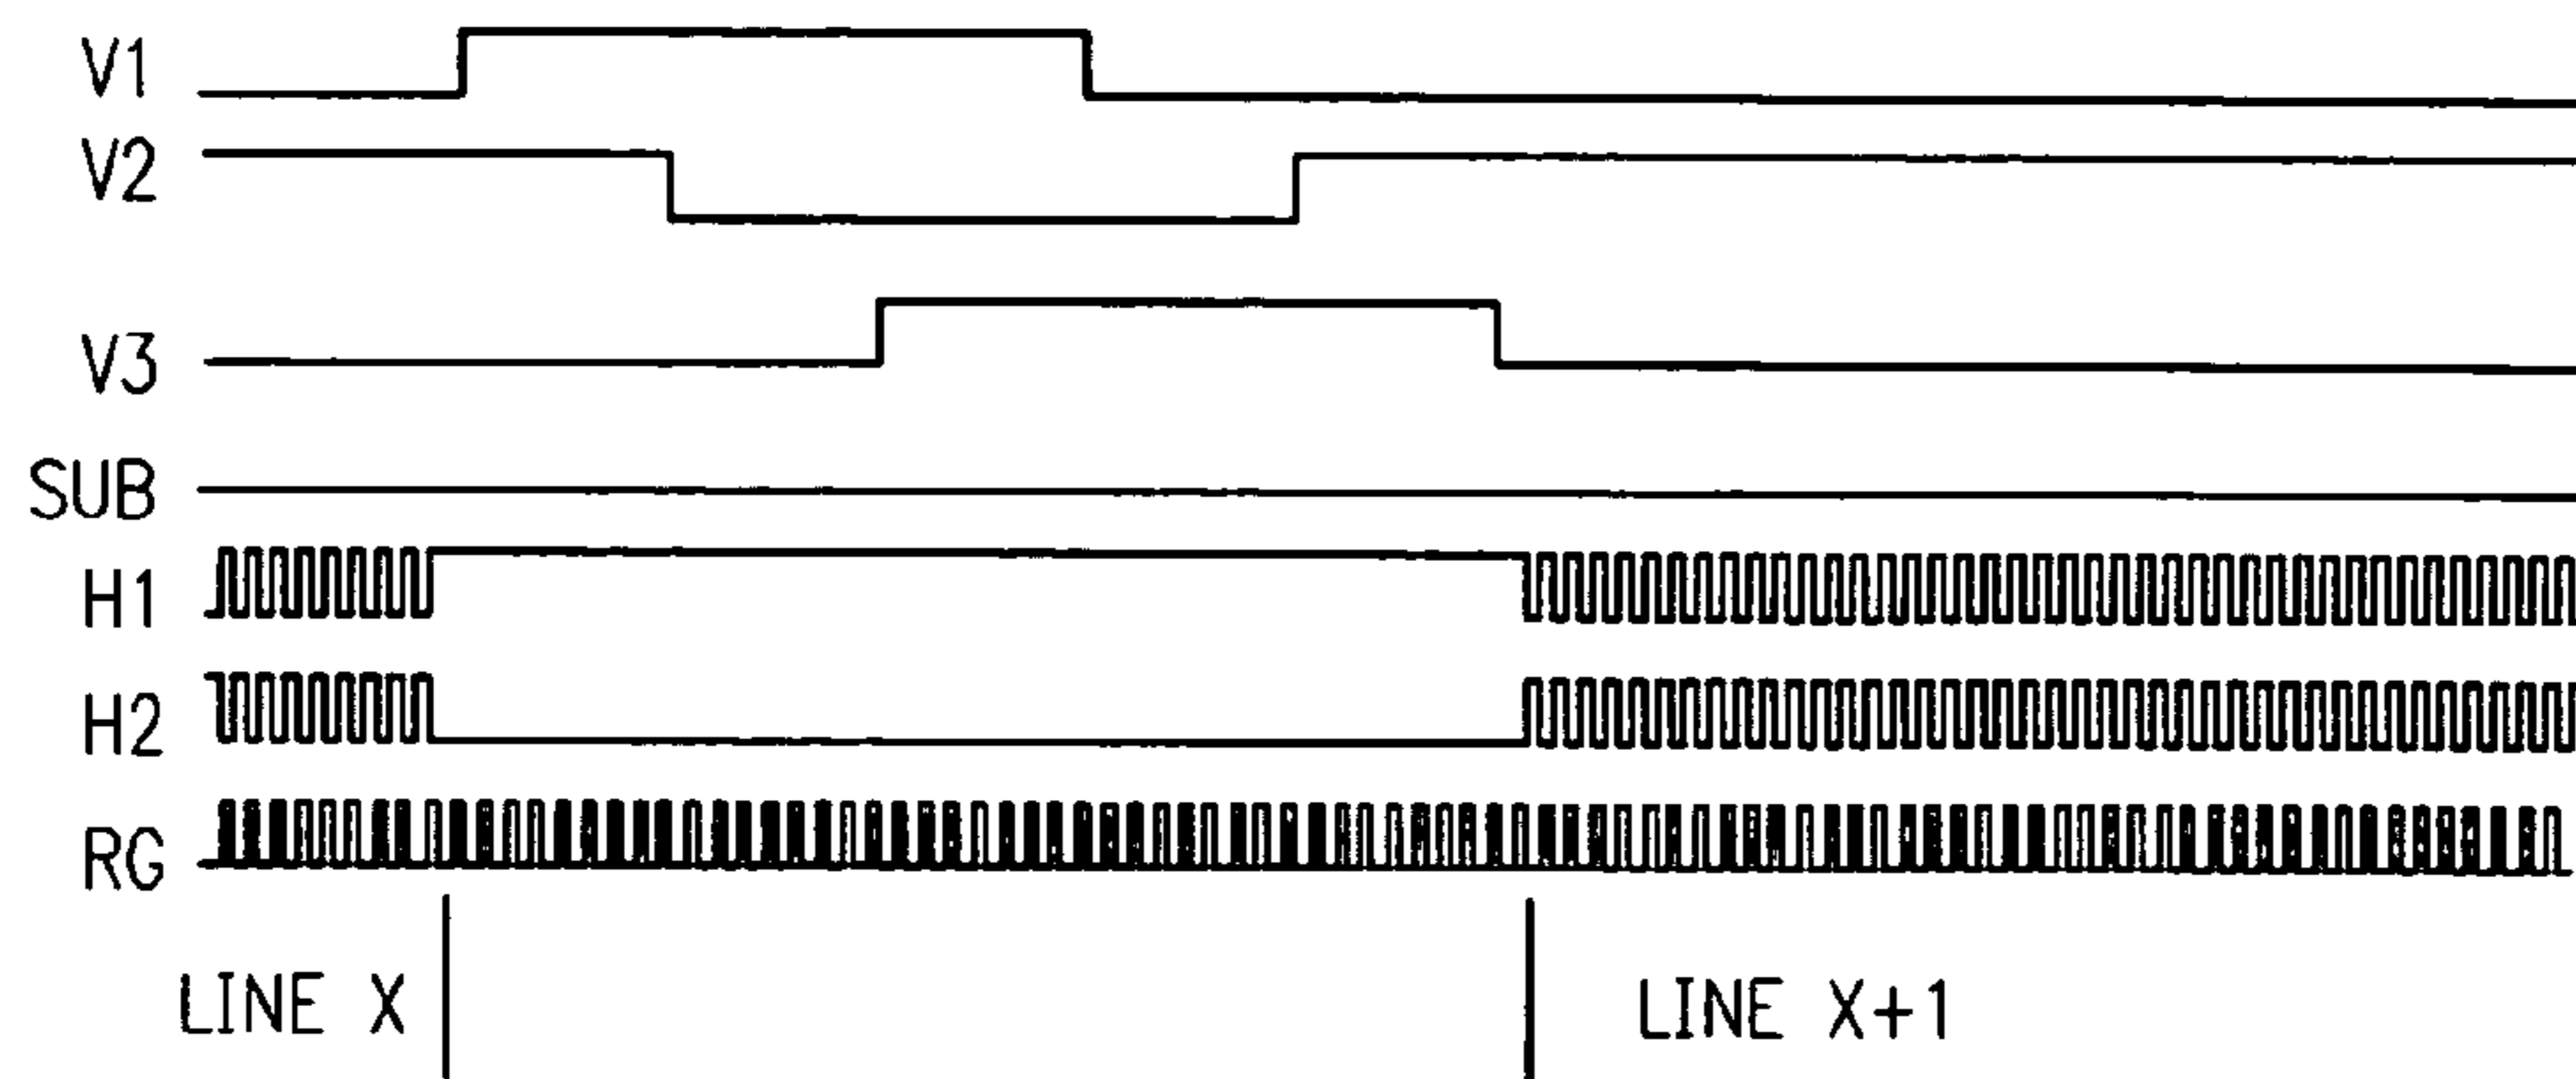 V1
V2
V3
SUB
H1
H2
RG
LINE X
LINE X+1